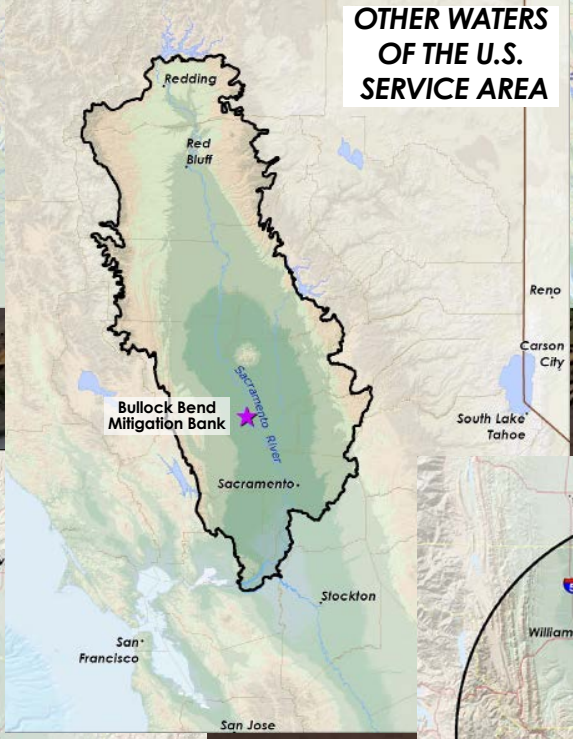 OTHER WATERS
OF THE U.S.
SERVICE AREA
Redding
Red
Bluff
Reno
Carson
City
Bullock Bend
Mitigation Bank
Sacramento River
South Lake
Tahoe
Sacramento
Stockton
William
San
Francisco
San Jose